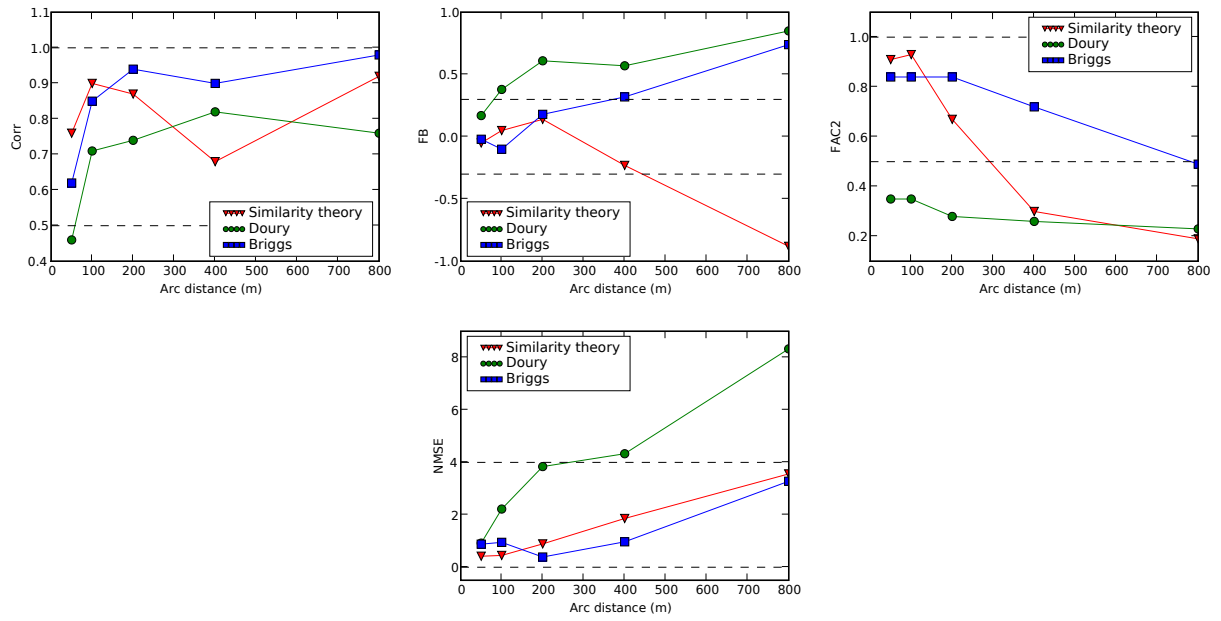 1.1
1.0
0.9
0.8
0.7
0.6
0.5
0.4
Corr
0 100 200 300 400 500 600 700 800
Arc distance (m)
Similarity theory
Doury
Briggs
1.0
0.5
0.0
-0.5
-1.0
FB
0 100 200 300 400 500 600 700 800
Arc distance (m)
Similarity theory
Doury
Briggs
1.0
0.8
0.6
0.4
0.2
FAC2
0 100 200 300 400 500 600 700 800
Arc distance (m)
Similarity theory
Doury
Briggs
8
6
4
2
0
NMSE
0 100 200 300 400 500 600 700 800
Arc distance (m)
Similarity theory
Doury
Briggs